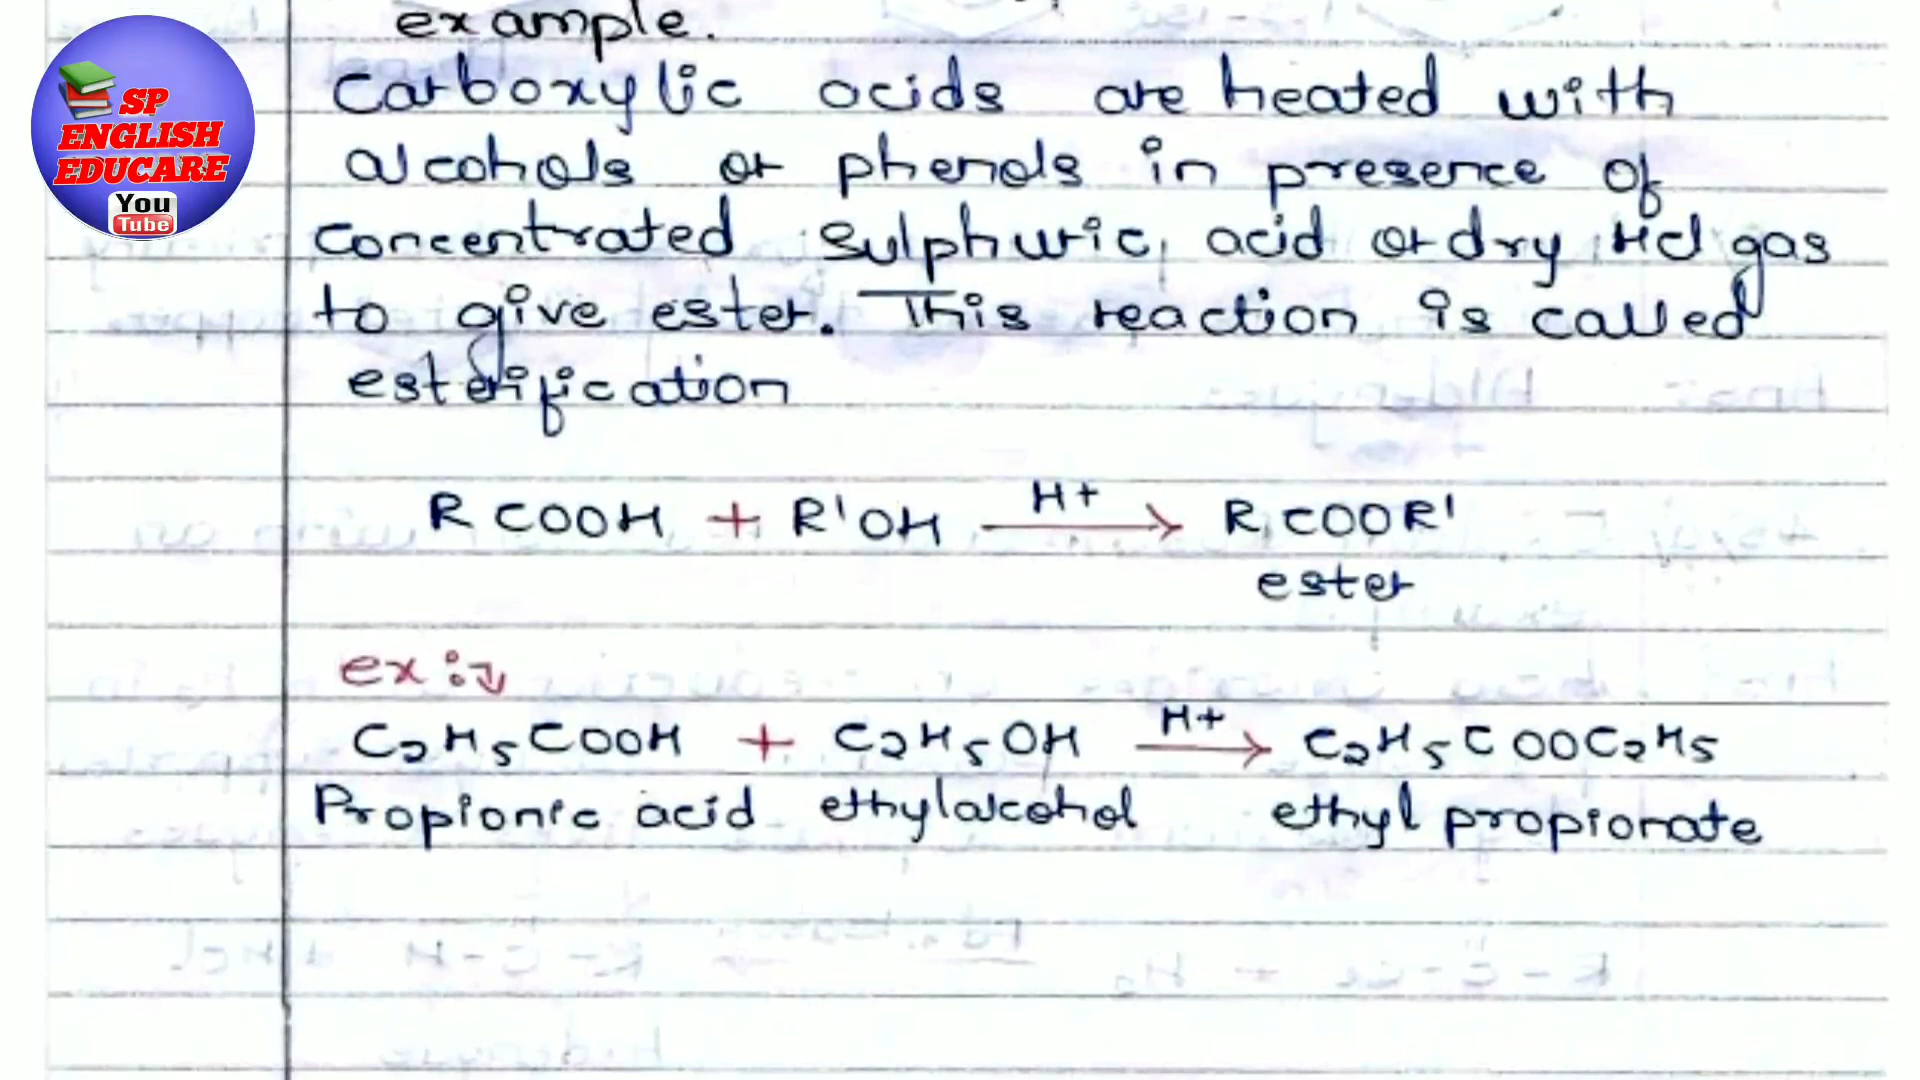 example.
SP
ENGLISH
EDUCARE
You
Tube
Carboxylic acids are heated with
alcohols or phenols in presence of
concentrated sulphuric acid or dry HCl gas
to give ester. This reaction is called
esterification
R COOH + R'OH H+ → R COOR'
ester
ex :↴
C2H5COOH + C2H5OH H+ → C2H5COOC2H5
Propionic acid ethylalcohol ethyl propionate